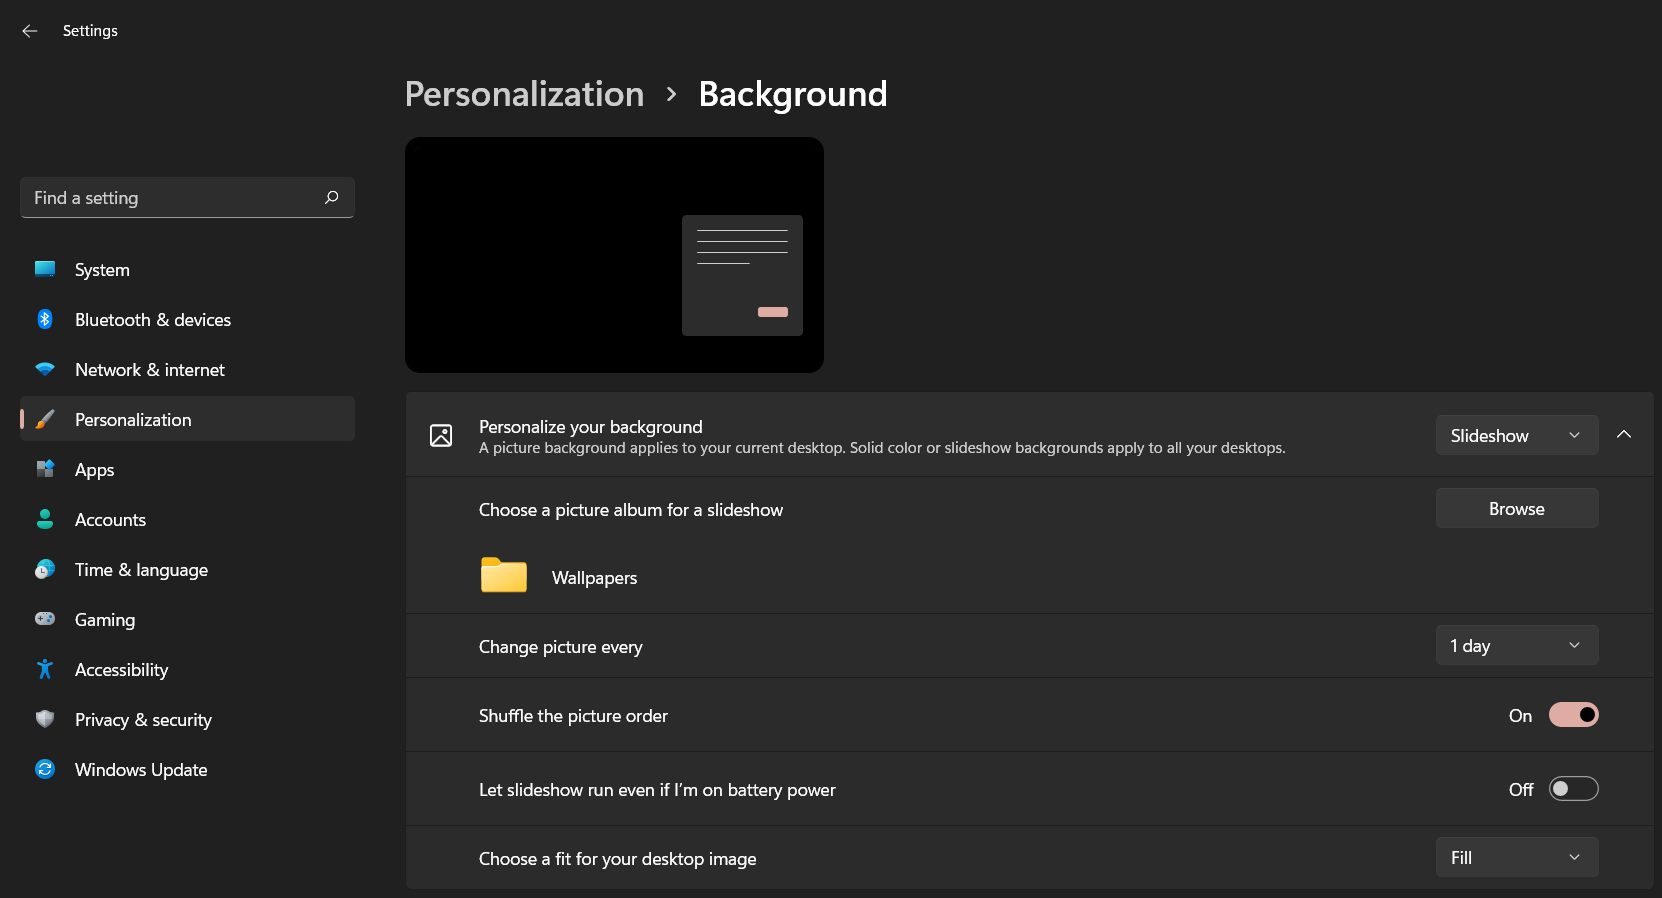 Settings
Personalization > Background
Find a setting
System
Bluetooth & devices
Network & internet
Personalization
Apps
Accounts
Time & language
Gaming
Accessibility
Privacy & security
Windows Update
Personalize your background
A picture background applies to your current desktop. Solid color or slideshow backgrounds apply to all your desktops.
Slideshow
Choose a picture album for a slideshow
Browse
Wallpapers
Change picture every
1 day
Shuffle the picture order
On
Let slideshow run even if I'm on battery power
Off
Choose a fit for your desktop image
Fill